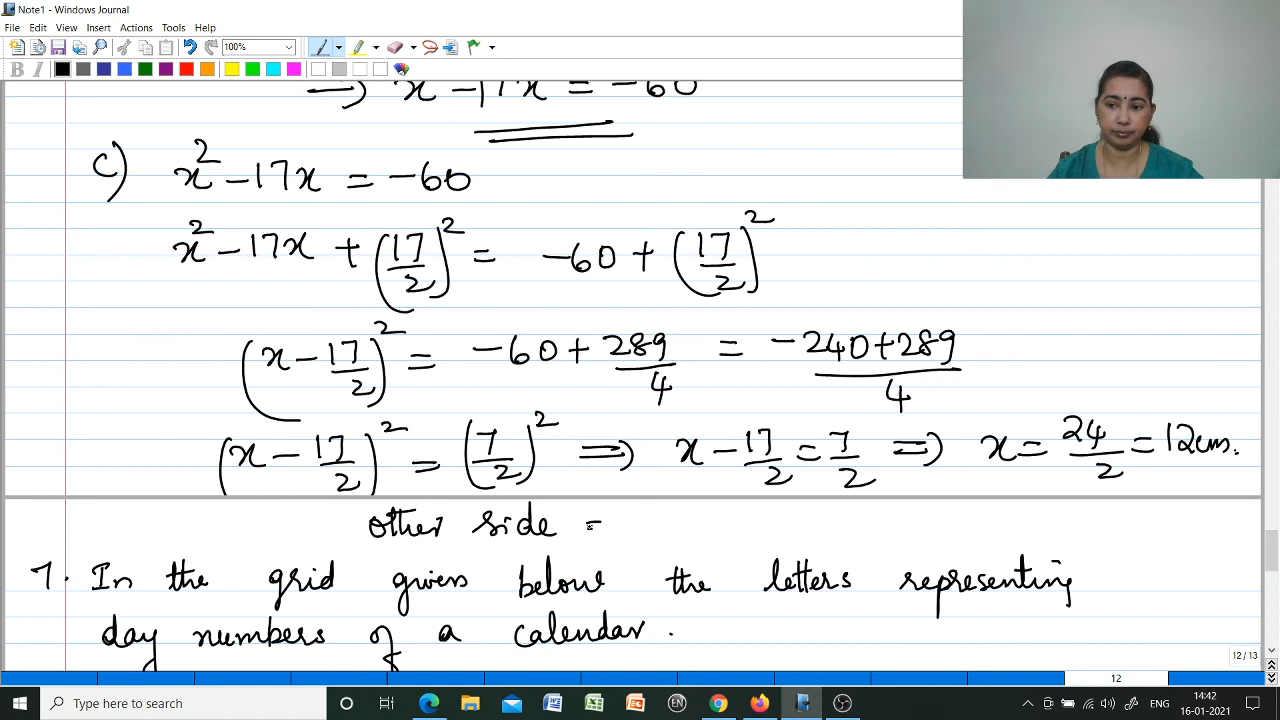 Note1 - Windows Journal
File Edit View Insert Actions Tools Help
100%
B I
⟹ x - 17x = -60
c) x² - 17x = -60
x² - 17x + (17/2)² = -60 + (17/2)²
(x - 17/2)² = -60 + 289/4 = -240+289/4
(x - 17/2)² = (7/2)² ⟹ x - 17/2 = 7/2 ⟹ x = 24/2 = 12cm.
other side =
7. In the grid given below the letters representing
day numbers of a calendar.
12/13
12
Type here to search
EN
ENG
14:42
16-01-2021